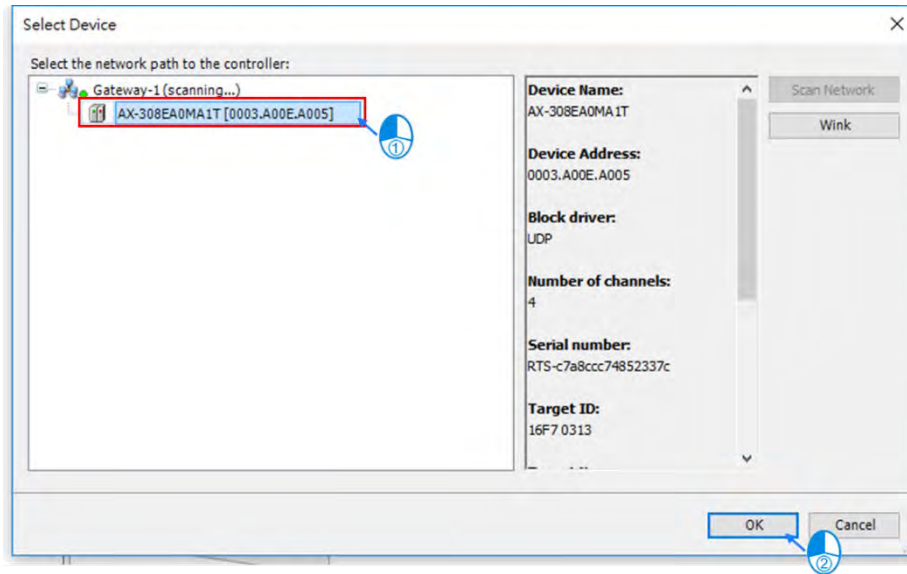 Select Device
Select the network path to the controller:
Gateway-1 (scanning...)
AX-308EA0MA1T [0003.A00E.A005]
①
Device Name:
AX-308EA0MA1T
Device Address:
0003.A00E.A005
Block driver:
UDP
Number of channels:
4
Serial number:
RTS-c7a8ccc74852337c
Target ID:
16F7 0313
Scan Network
Wink
OK
Cancel
②